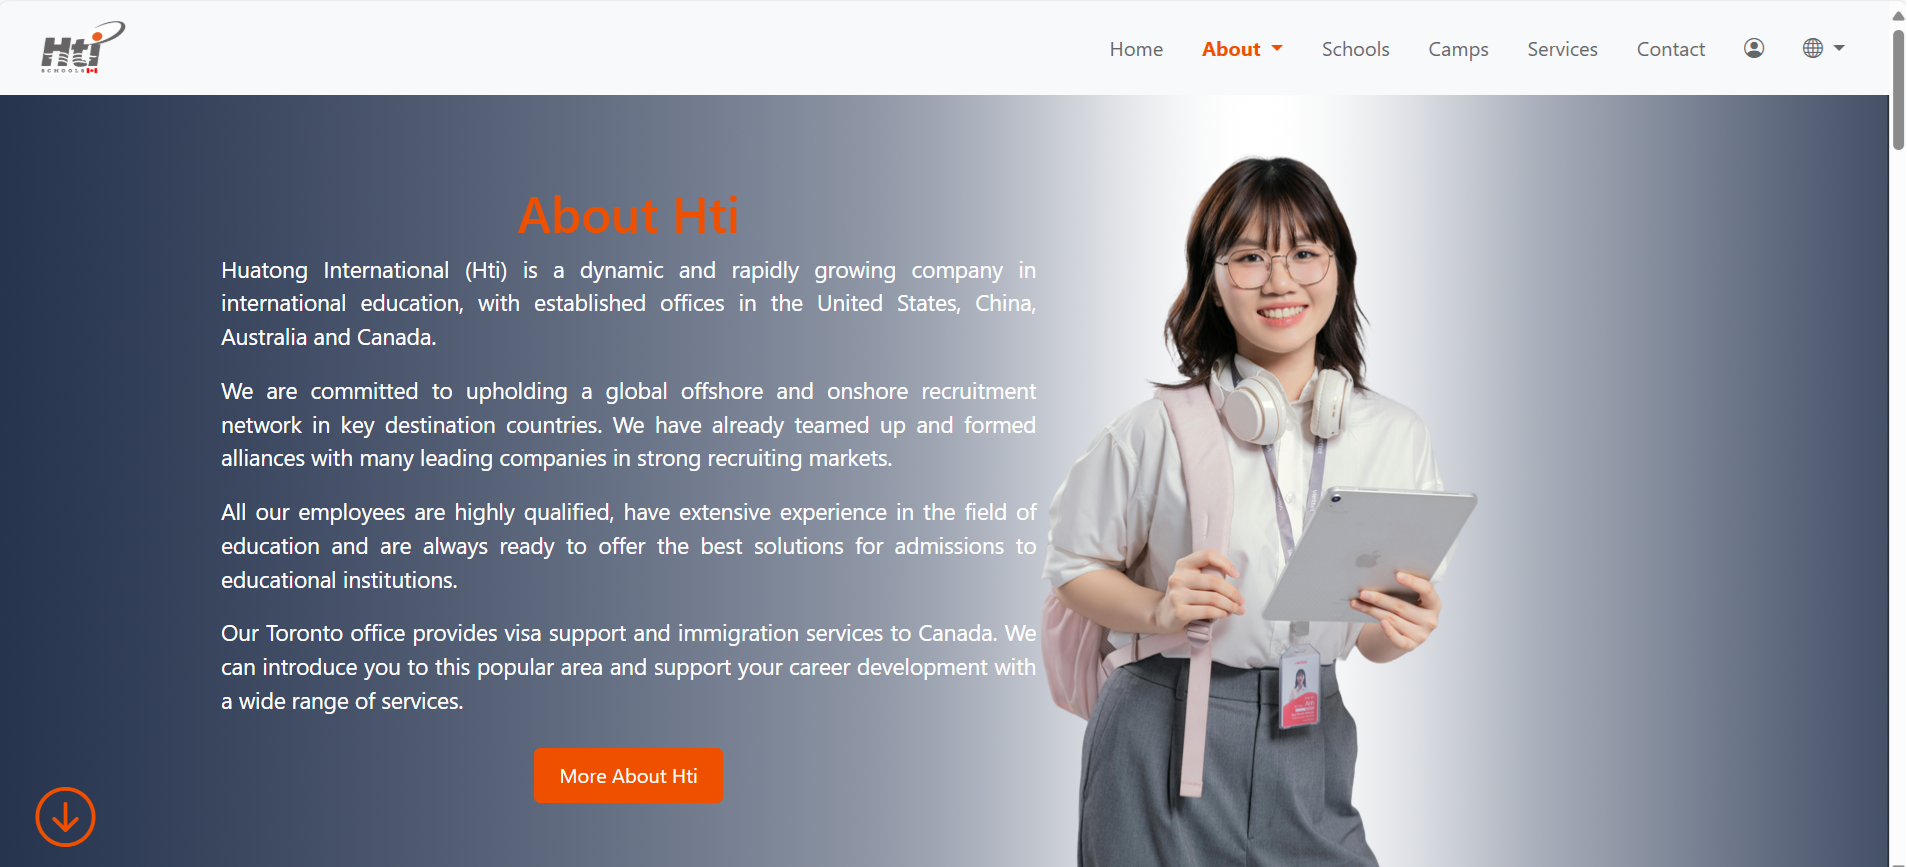 Hti
SCHOOLS
Home
About
Schools
Camps
Services
Contact
About Hti
Huatong International (Hti) is a dynamic and rapidly growing company in
international education, with established offices in the United States, China,
Australia and Canada.
We are committed to upholding a global offshore and onshore recruitment
network in key destination countries. We have already teamed up and formed
alliances with many leading companies in strong recruiting markets.
All our employees are highly qualified, have extensive experience in the field of
education and are always ready to offer the best solutions for admissions to
educational institutions.
Our Toronto office provides visa support and immigration services to Canada. We
can introduce you to this popular area and support your career development with
a wide range of services.
More About Hti